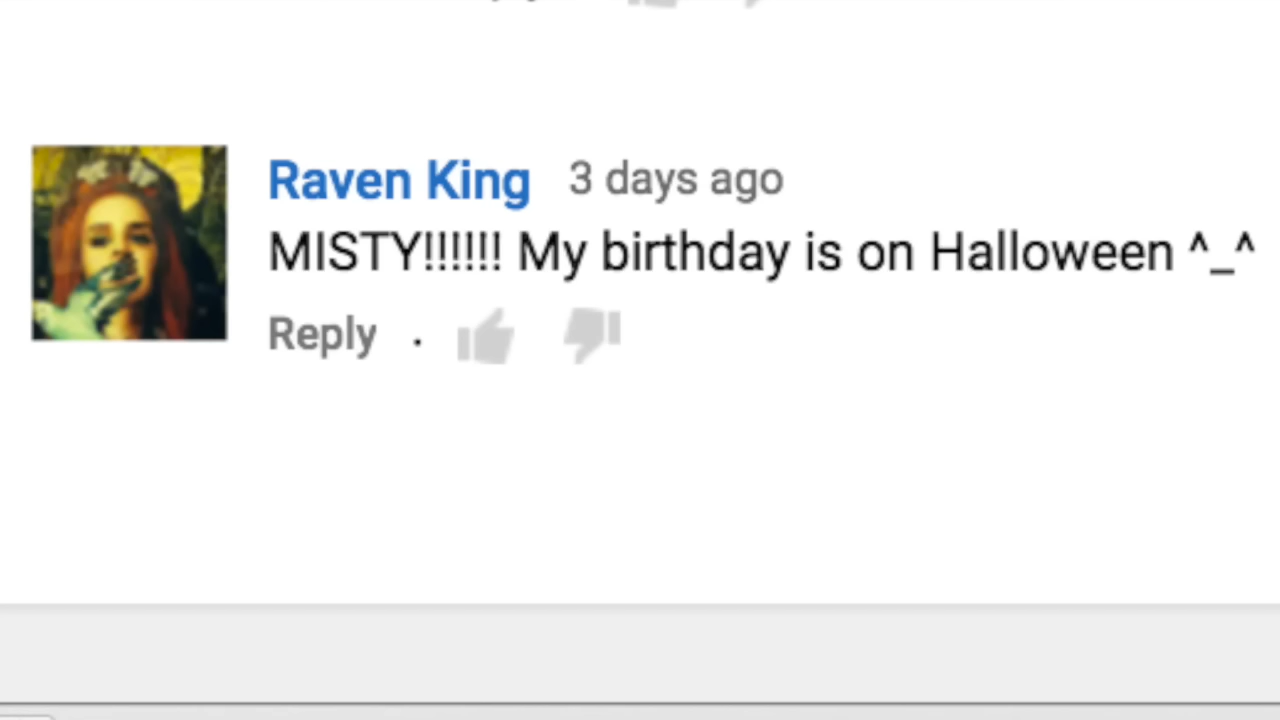 Raven King 3 days ago
MISTY!!!!!! My birthday is on Halloween ^_^
Reply .